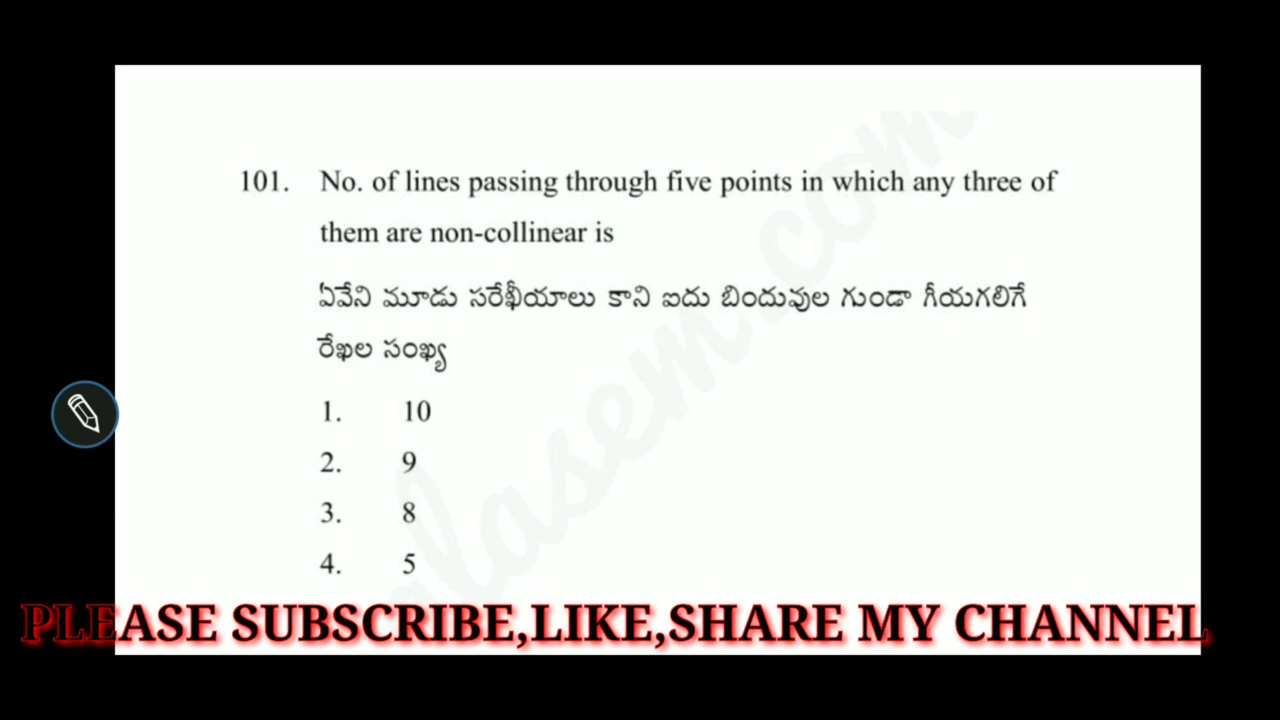 101. No. of lines passing through five points in which any three of
them are non-collinear is
ఏవేని మూడు సరేఖీయాలు కాని ఐదు బిందువుల గుండా గీయగలిగే
రేఖల సంఖ్య
1. 10
2. 9
3. 8
4. 5
PLEASE SUBSCRIBE,LIKE,SHARE MY CHANNEL